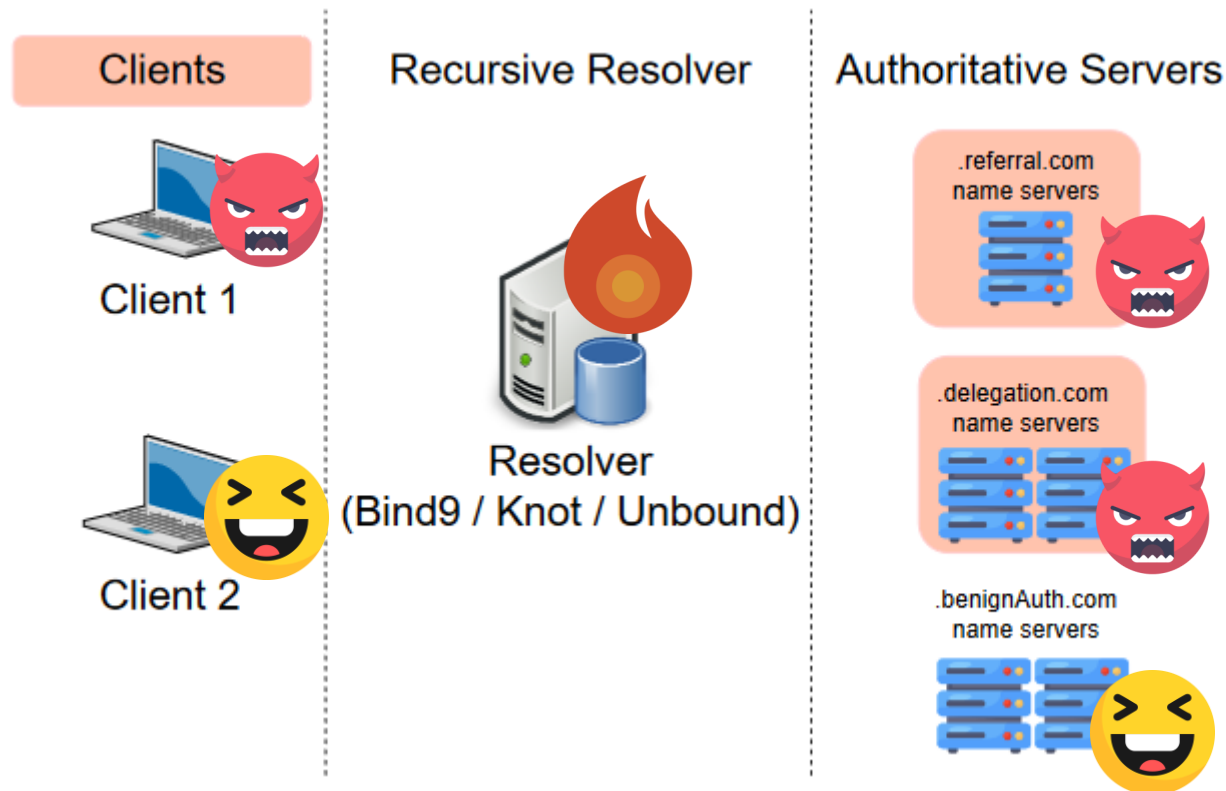 Clients
Recursive Resolver
Authoritative Servers
Client 1
Client 2
Resolver
(Bind9 / Knot / Unbound)
.referral.com
name servers
.delegation.com
name servers
.benignAuth.com
name servers